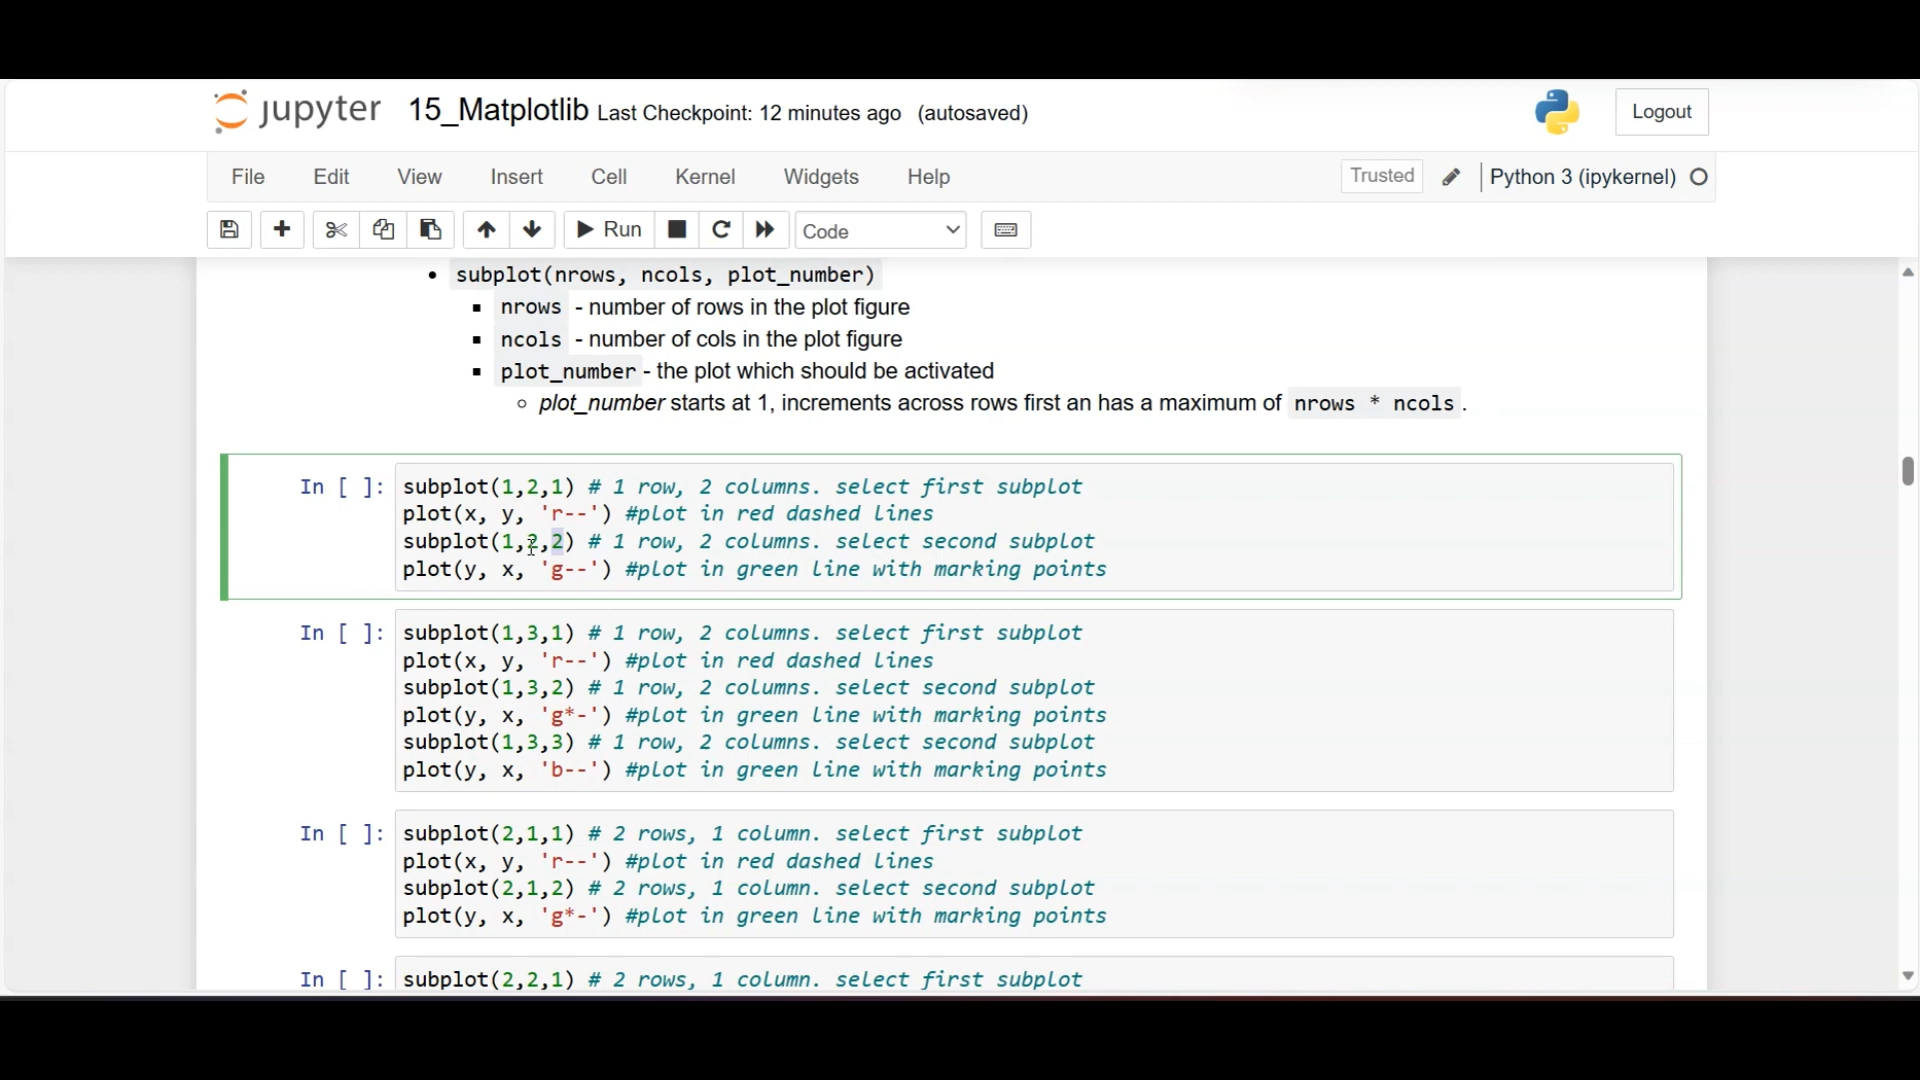 jupyter 15_Matplotlib Last Checkpoint: 12 minutes ago (autosaved) Logout
File Edit View Insert Cell Kernel Widgets Help Trusted Python 3 (ipykernel)
Run Code
subplot(nrows, ncols, plot_number)
nrows - number of rows in the plot figure
ncols - number of cols in the plot figure
plot_number - the plot which should be activated
plot_number starts at 1, increments across rows first an has a maximum of nrows * ncols.
In [ ]: subplot(1,2,1) # 1 row, 2 columns. select first subplot
plot(x, y, 'r--') #plot in red dashed lines
subplot(1,2,2) # 1 row, 2 columns. select second subplot
plot(y, x, 'g--') #plot in green line with marking points
In [ ]: subplot(1,3,1) # 1 row, 2 columns. select first subplot
plot(x, y, 'r--') #plot in red dashed lines
subplot(1,3,2) # 1 row, 2 columns. select second subplot
plot(y, x, 'g*-') #plot in green line with marking points
subplot(1,3,3) # 1 row, 2 columns. select second subplot
plot(y, x, 'b--') #plot in green line with marking points
In [ ]: subplot(2,1,1) # 2 rows, 1 column. select first subplot
plot(x, y, 'r--') #plot in red dashed lines
subplot(2,1,2) # 2 rows, 1 column. select second subplot
plot(y, x, 'g*-') #plot in green line with marking points
In [ ]: subplot(2,2,1) # 2 rows, 1 column. select first subplot